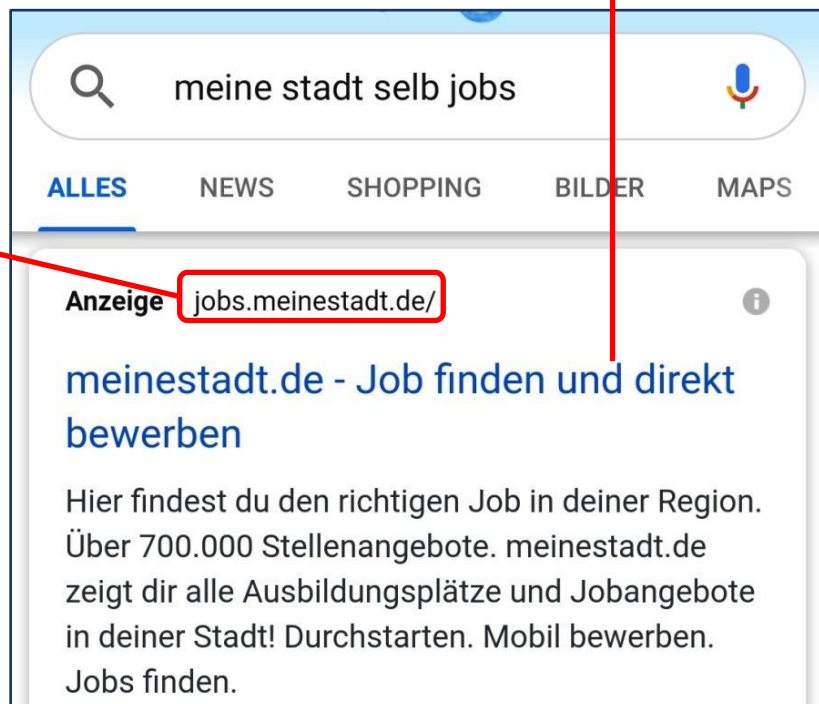 meine stadt selb jobs
ALLES NEWS SHOPPING BILDER MAPS
Anzeige jobs.meinestadt.de/
meinestadt.de - Job finden und direkt
bewerben
Hier findest du den richtigen Job in deiner Region.
Über 700.000 Stellenangebote. meinestadt.de
zeigt dir alle Ausbildungsplätze und Jobangebote
in deiner Stadt! Durchstarten. Mobil bewerben.
Jobs finden.